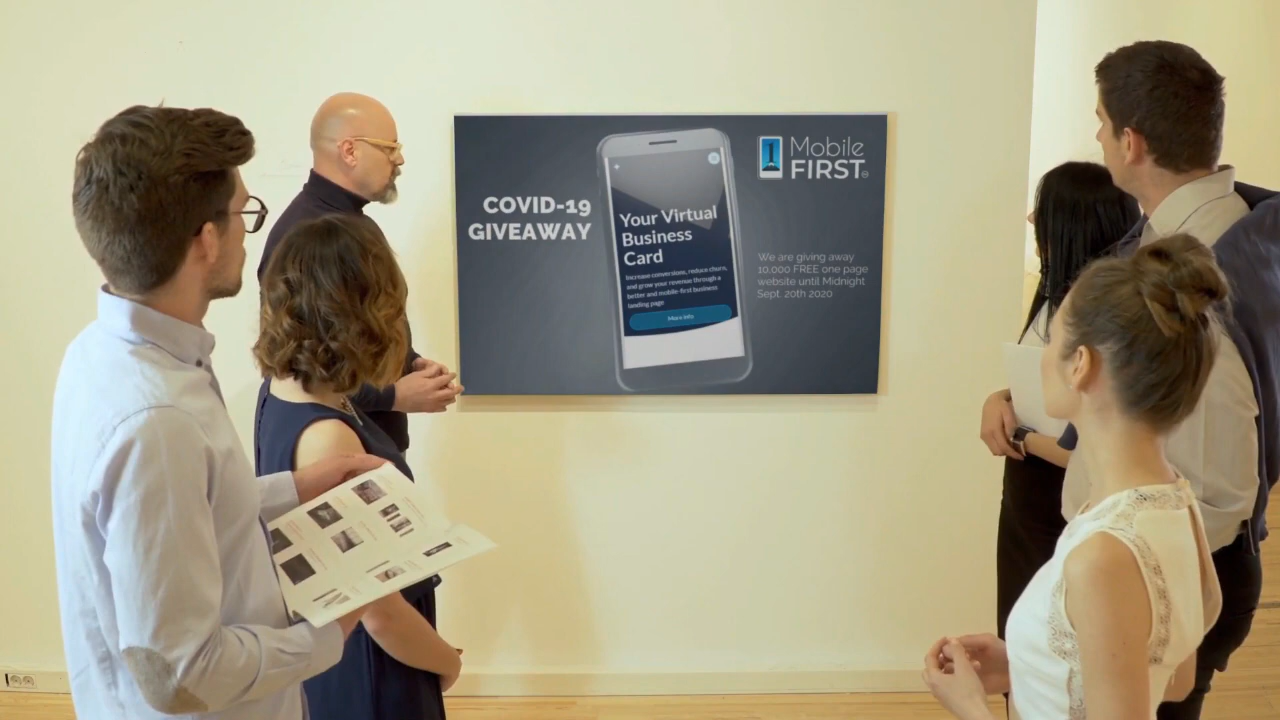 COVID-19
GIVEAWAY
Your Virtual
Business
Card
Increase conversions, reduce churn,
and grow your revenue through a
better and mobile-first business
landing page
More info
1
Mobile
FIRST
We are giving away
10,000 FREE one page
website until Midnight
Sept. 20th 2020